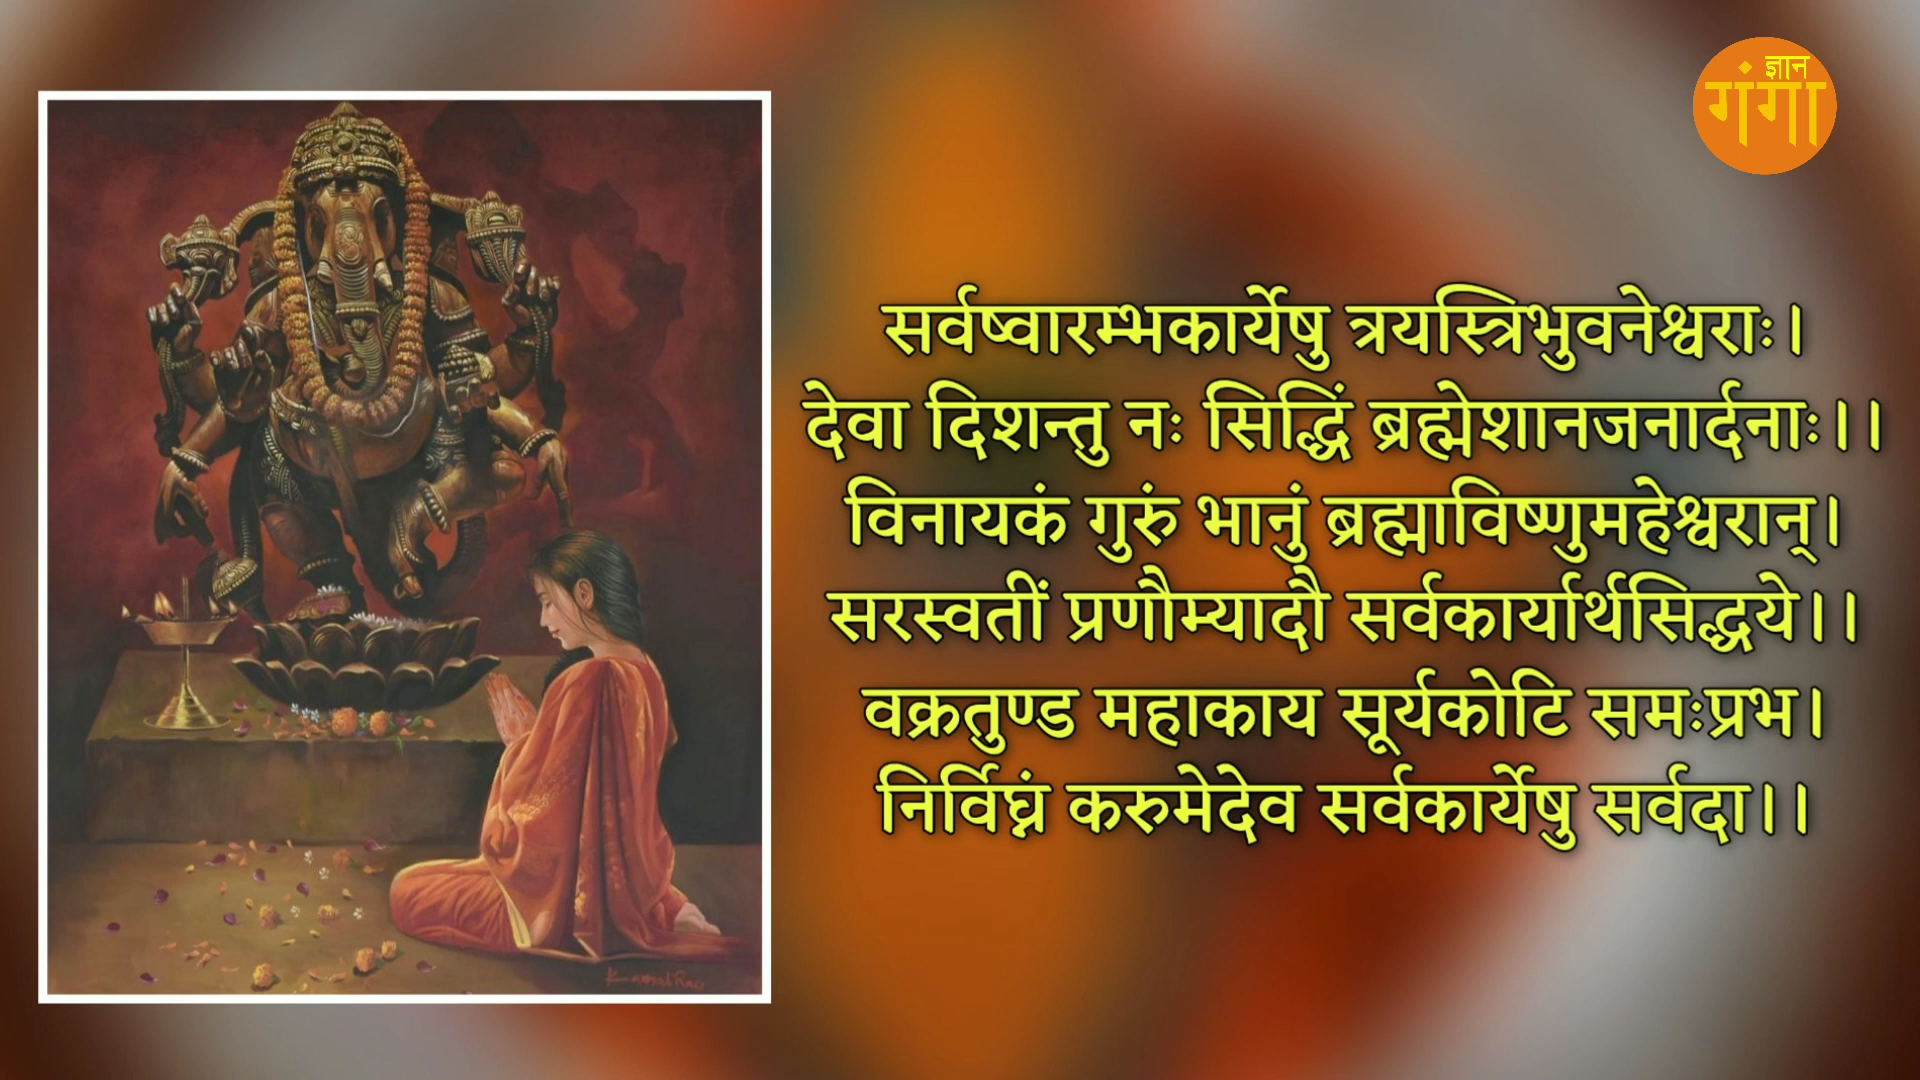 ज्ञान
गंगा
सर्वष्वारम्भकार्येषु त्रयस्त्रिभुवनेश्वराः।
देवा दिशन्तु नः सिद्धिं ब्रह्मेशानजनार्दनाः।।
विनायकं गुरुं भानुं ब्रह्माविष्णुमहेश्वरान्।
सरस्वतीं प्रणौम्यादौ सर्वकार्यार्थसिद्धये।।
वक्रतुण्ड महाकाय सूर्यकोटि समःप्रभ।
निर्विघ्नं करुमेदेव सर्वकार्येषु सर्वदा।।